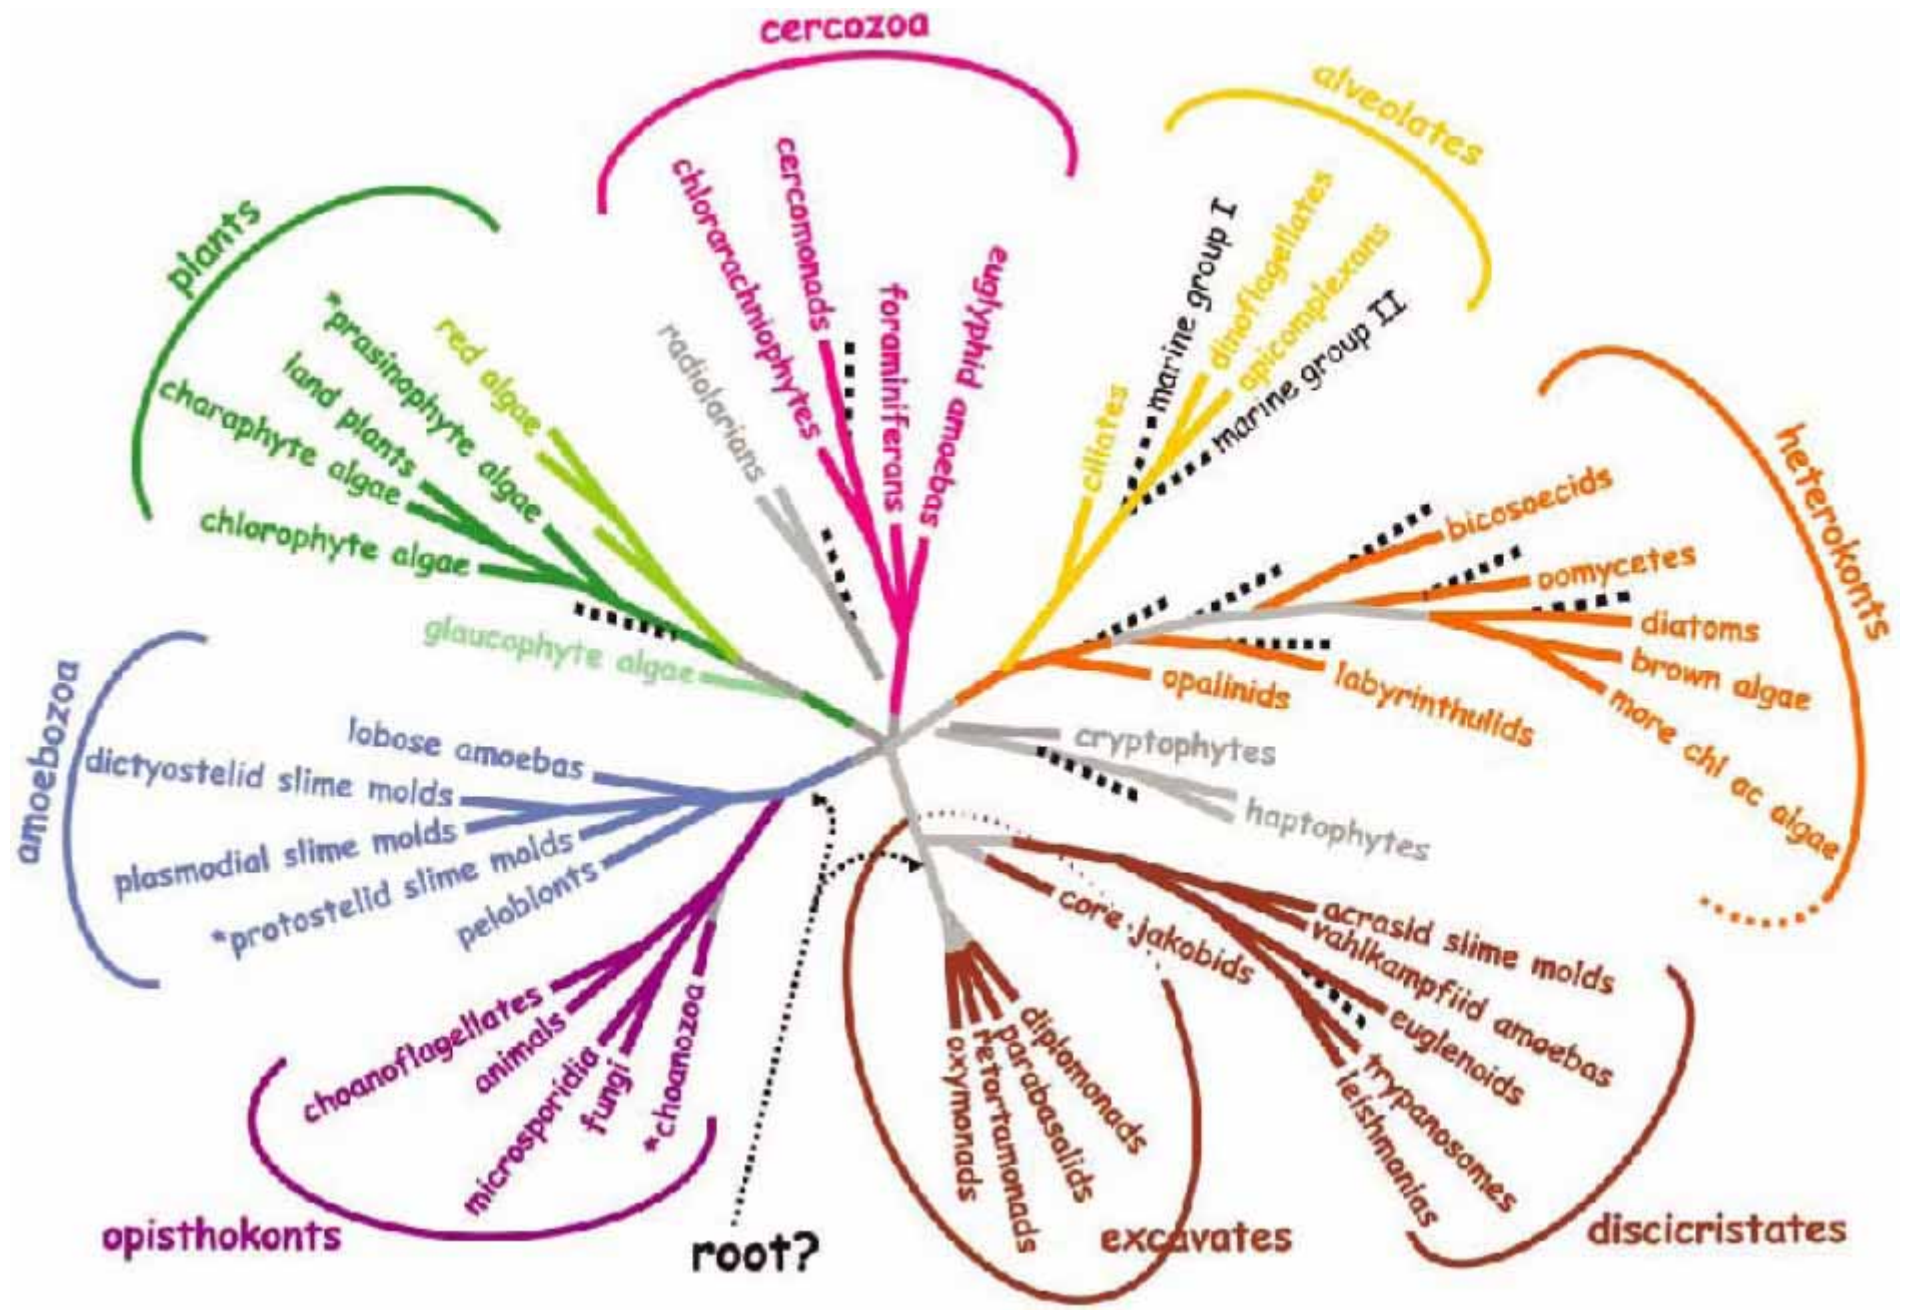 cercozoa
alveolates
plants
heterokonts
amoebozoa
opisthokonts
excavates
discicristates
root?
*prasinophyte algae
land plants
charaphyte algae
chlorophyte algae
red algae
glaucophyte algae
radiolarians
chlorarachniophytes
cercomonads
foraminiferans
euglyphid amoebas
ciliates
marine group I
dinoflagellates
apicomplexans
marine group II
bicosoecids
oomycetes
diatoms
brown algae
more chl ac algae
labyrinthulids
opalinids
cryptophytes
haptophytes
lobose amoebas
dictyostelid slime molds
plasmodial slime molds
*protostelid slime molds
peloblonts
choanoflagellates
animals
microsporidia
fungi
*choanozoa
oxymonads
retortamonads
parabasalids
diplomonads
core jakobids
acrasid slime molds
vahlkampfiid amoebas
euglenoids
trypanosomes
leishmanias